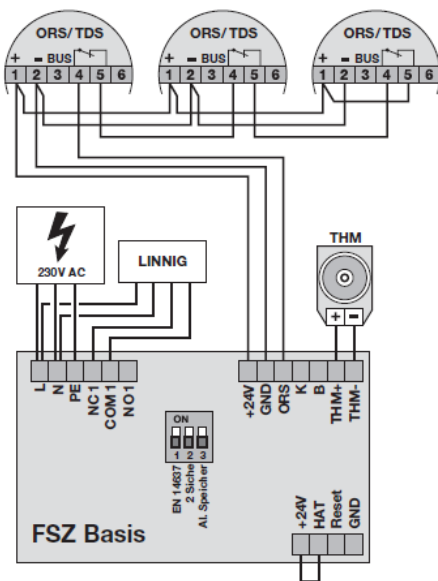 ORS/TDS ORS/TDS ORS/TDS
+ - BUS + - BUS + - BUS
1 2 3 4 5 6 1 2 3 4 5 6 1 2 3 4 5 6
230V AC
LINNIG
THM
+ -
L N PE NC1 COM1 NO1
+24V GND ORS K B THM+ THM-
ON
1 2 3
EN 14637
2 Siche
AL Speicher
FSZ Basis
+24V HAT Reset GND